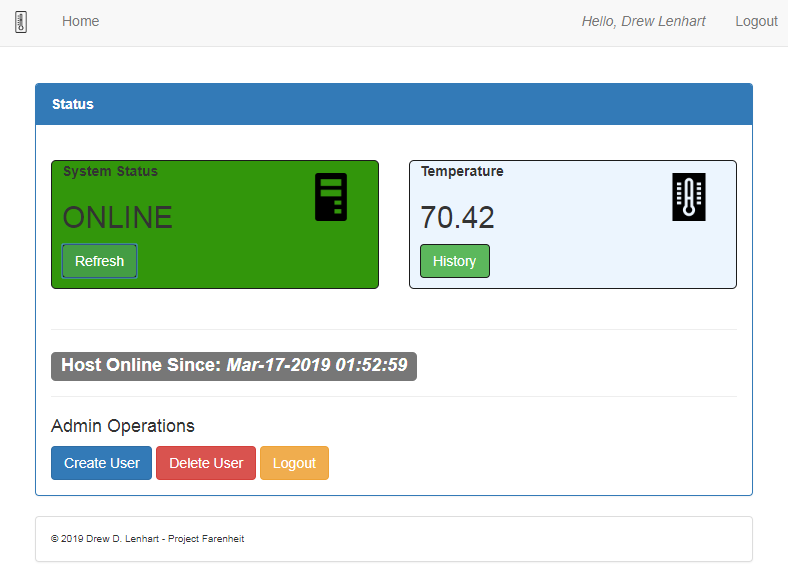 Home Hello, Drew Lenhart Logout
Status
System Status
ONLINE
Refresh
Temperature
70.42
History
Host Online Since: Mar-17-2019 01:52:59
Admin Operations
Create User Delete User Logout
© 2019 Drew D. Lenhart - Project Farenheit